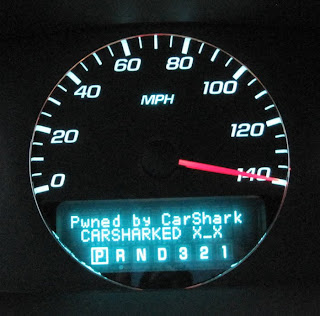 60 80
40 100
MPH
20 120
0 140
Pwned by CarShark
CARSHARKED X_X
P R N D 3 2 1